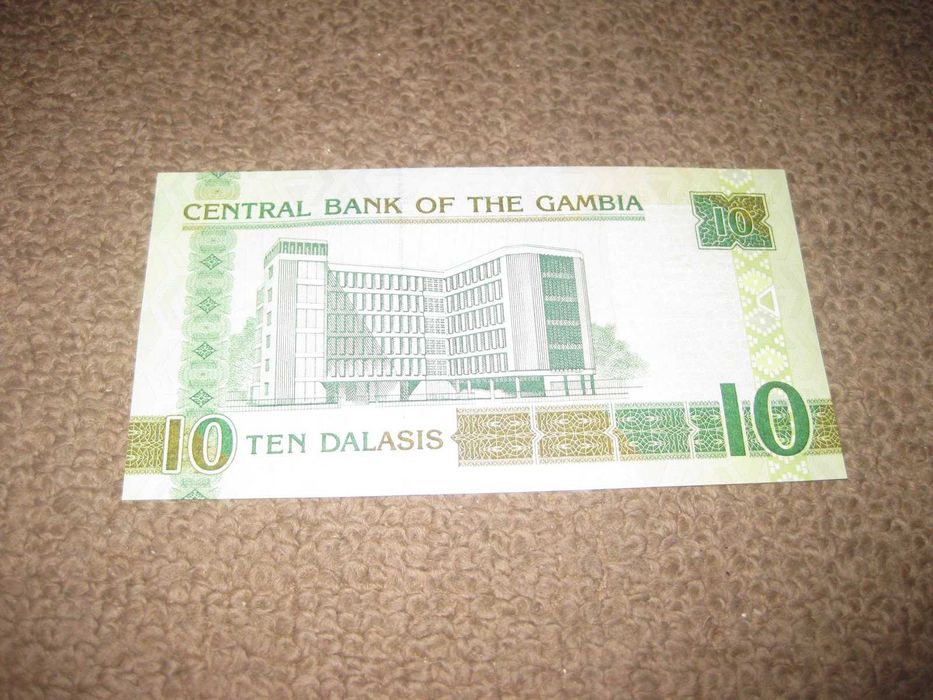 CENTRAL BANK OF THE GAMBIA
10
10 TEN DALASIS
10